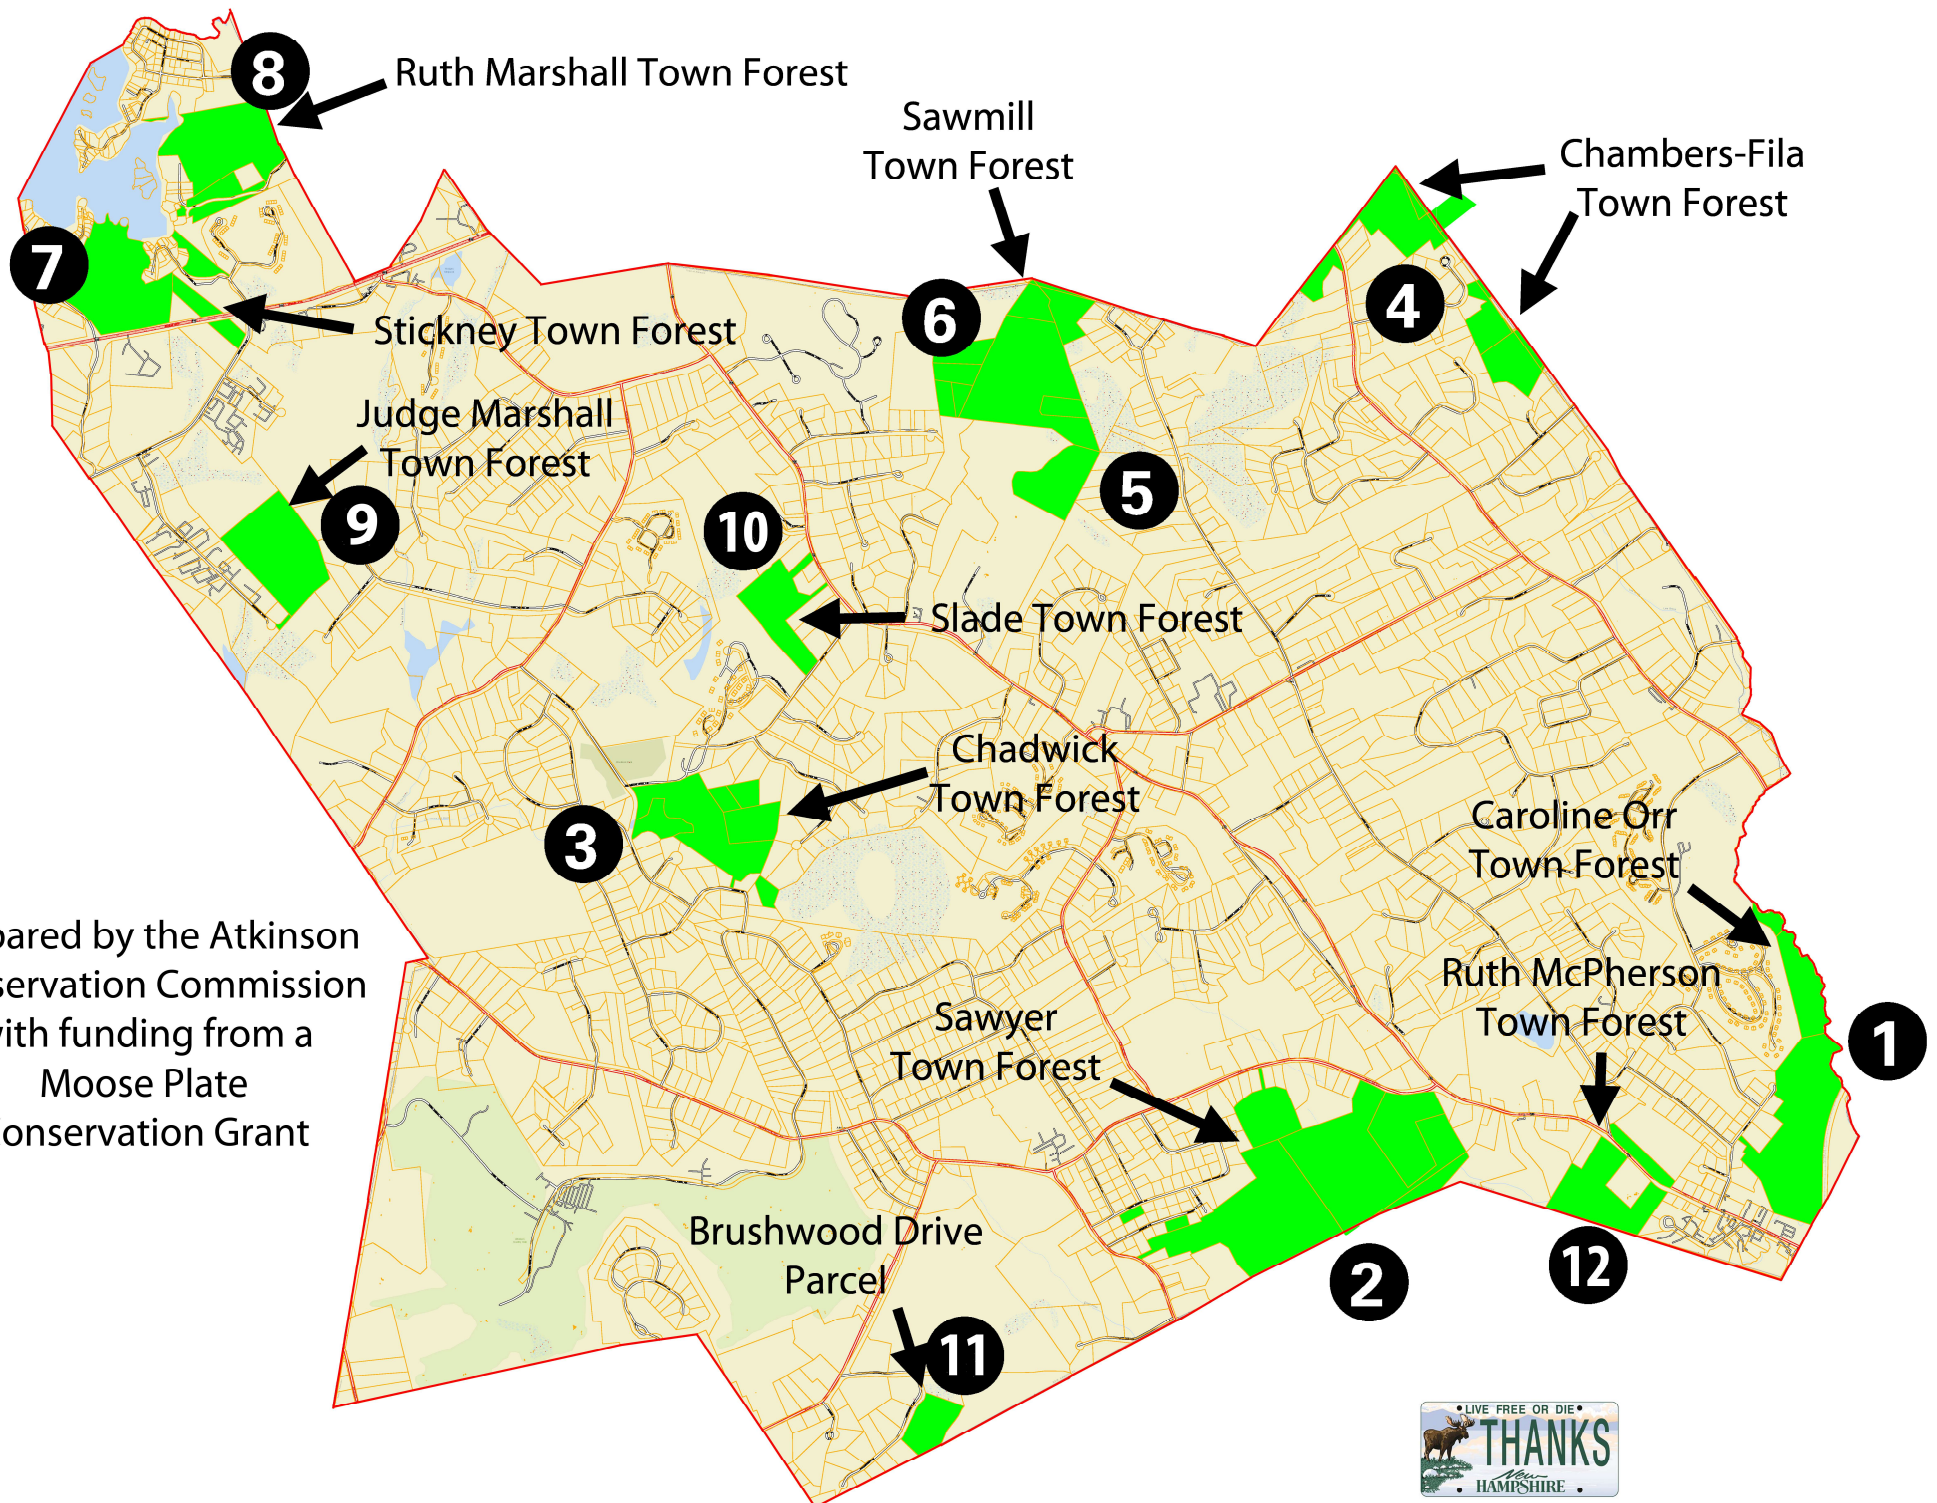 8
Ruth Marshall Town Forest
Sawmill
Town Forest
Chambers-Fila
Town Forest
7
6
4
Stickney Town Forest
Judge Marshall
Town Forest
9
10
5
Slade Town Forest
Chadwick
Town Forest
3
Caroline Orr
Town Forest
pared by the Atkinson
servation Commission
with funding from a
Moose Plate
Conservation Grant
Ruth McPherson
Town Forest
Sawyer
Town Forest
1
Brushwood Drive
Parcel
2
12
11
LIVE FREE OR DIE
THANKS
New
HAMPSHIRE